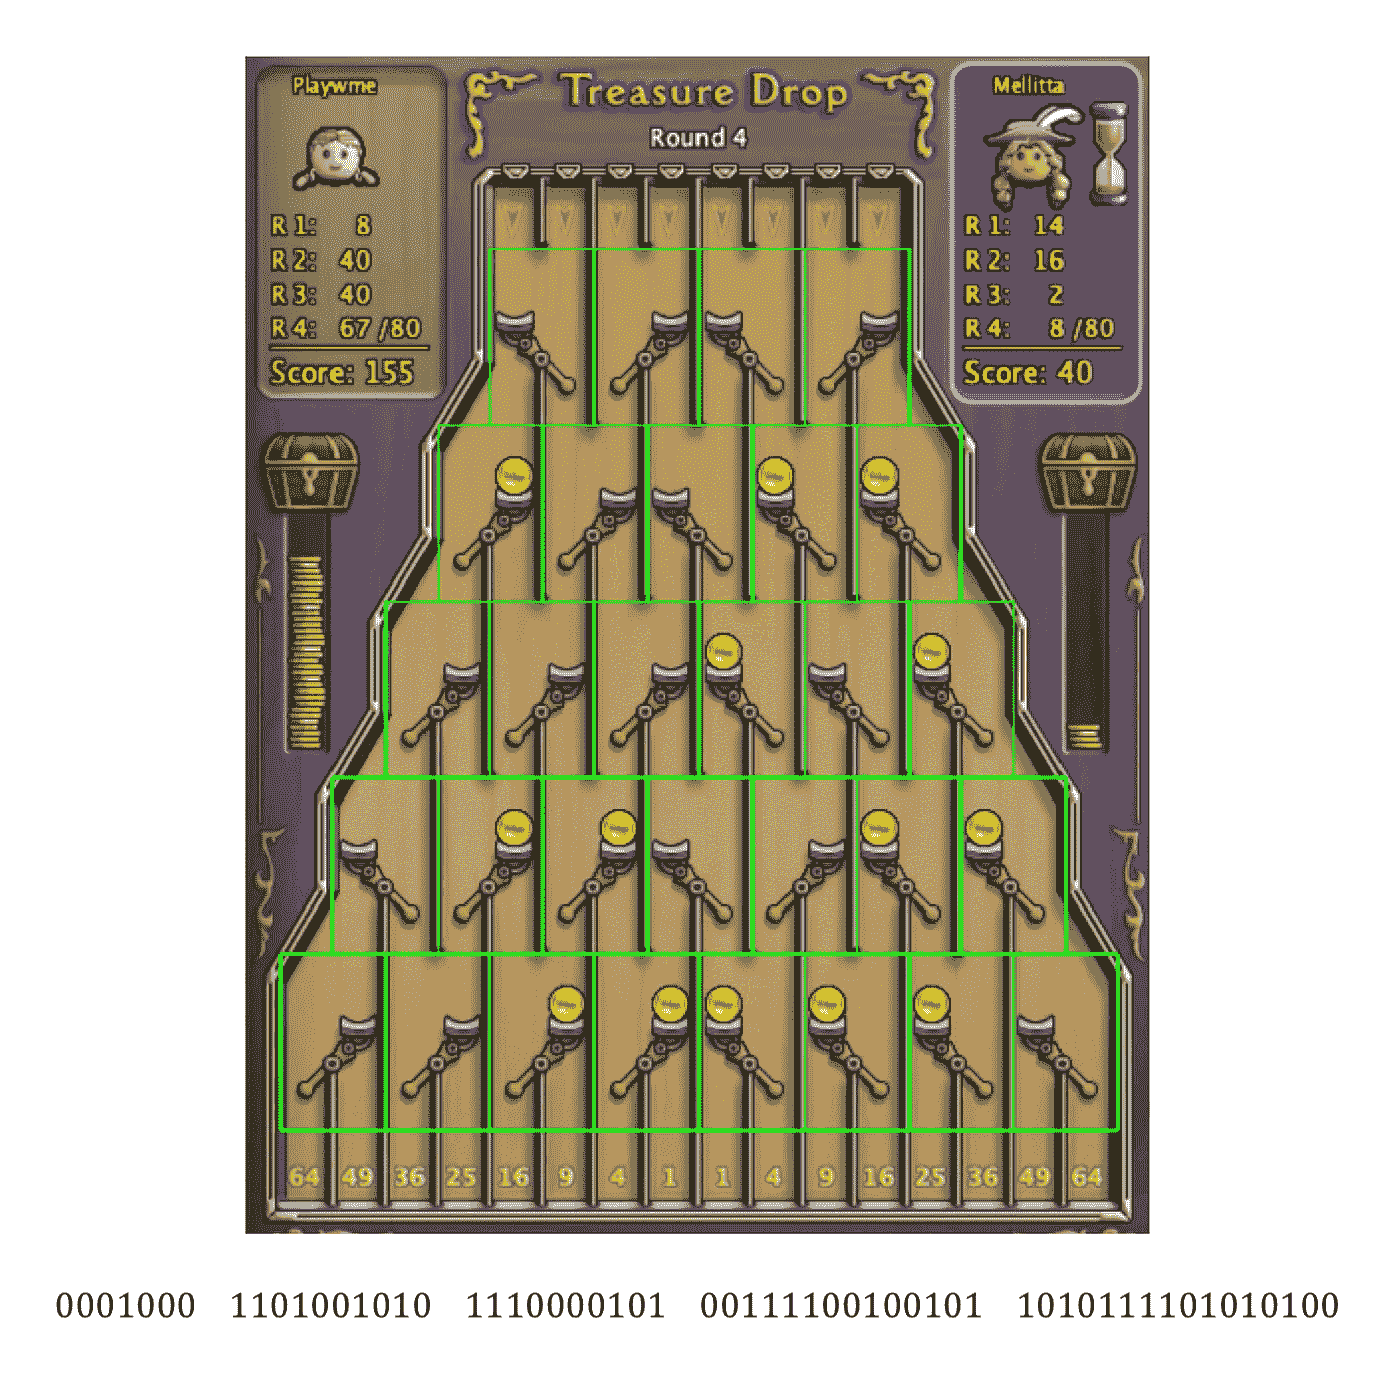 Playwme
R 1: 8
R 2: 40
R 3: 40
R 4: 67 /80
Score: 155
Treasure Drop
Round 4
Mellitta
R 1: 14
R 2: 16
R 3: 2
R 4: 8 /80
Score: 40
64 49 36 25 16 9 4 1 1 4 9 16 25 36 49 64
0001000 1101001010 1110000101 00111100100101 1010111101010100